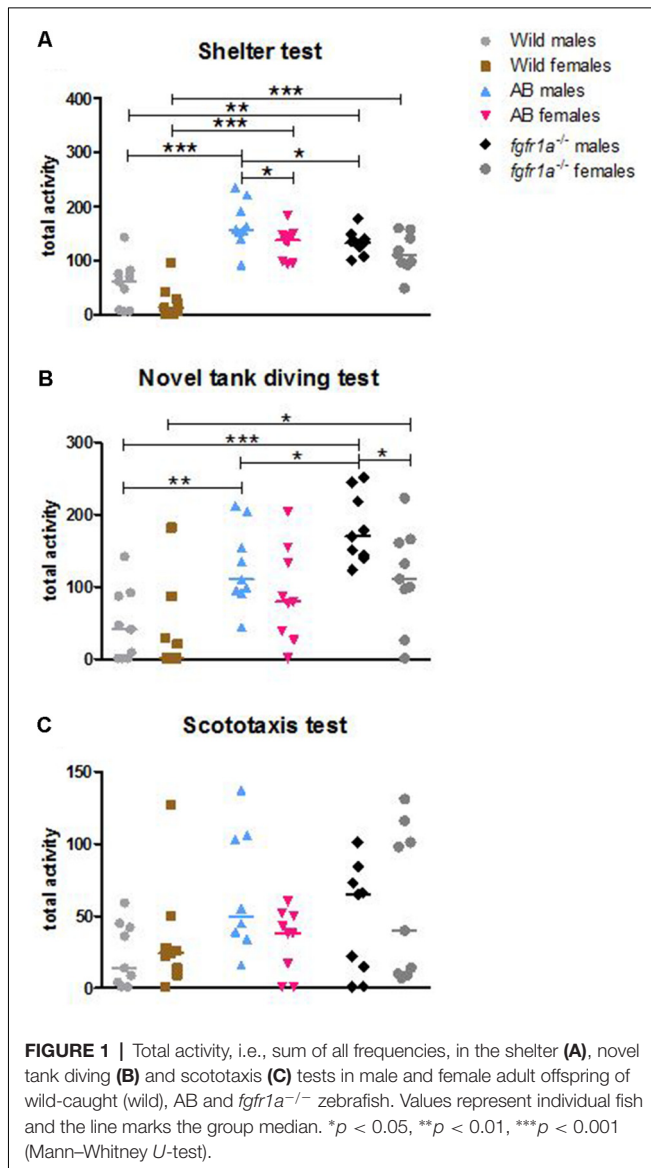 A
Shelter test
Wild males
Wild females
AB males
AB females
fgfr1a-/- males
fgfr1a-/- females
total activity
400
300
200
100
0
***
**
***
***
*
*
B
Novel tank diving test
total activity
300
200
100
0
*
***
*
*
**
C
Scototaxis test
total activity
150
100
50
0
FIGURE 1 | Total activity, i.e., sum of all frequencies, in the shelter (A), novel
tank diving (B) and scototaxis (C) tests in male and female adult offspring of
wild-caught (wild), AB and fgfr1a−/− zebrafish. Values represent individual fish
and the line marks the group median. *p < 0.05, **p < 0.01, ***p < 0.001
(Mann–Whitney U-test).